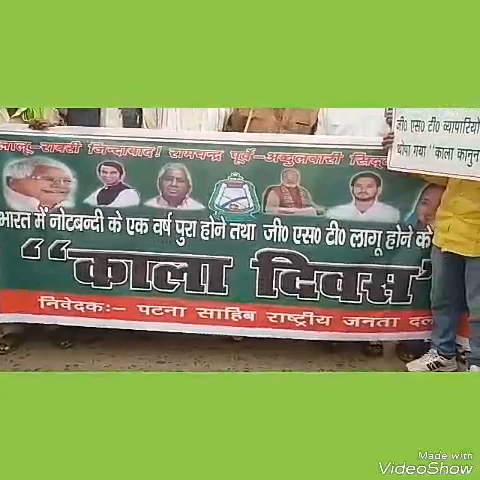 लालू-राबड़ी जिन्दाबाद! रामचन्द्र पूर्वे-अब्दुलबारी
भारत में नोटबन्दी के एक वर्ष पुरा होने तथा जी० एस० टी० लागू होने के
“काला दिवस”
निवेदकः- पटना साहिब राष्ट्रीय जनता दल
जी० एस० टी० व्यापारियों
थोपा गया "काला कानून
Made with
VideoShow